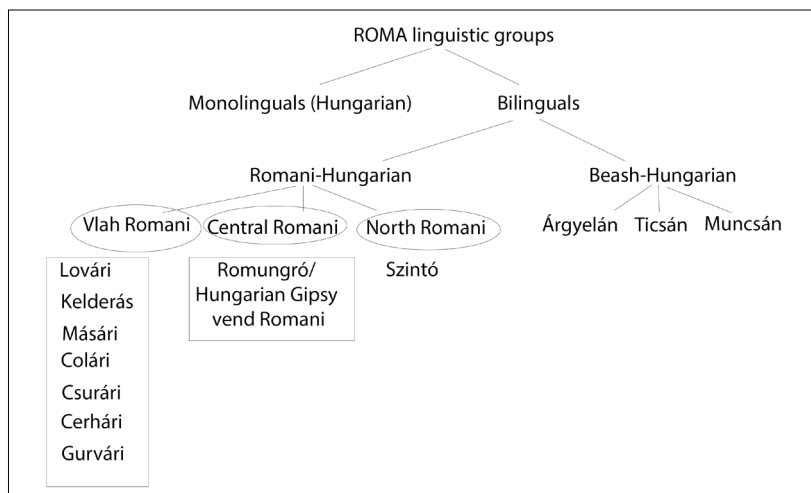 ROMA linguistic groups
Monolinguals (Hungarian) Bilinguals
Romani-Hungarian Beash-Hungarian
Vlah Romani Central Romani North Romani Árgyelán Ticsán Muncsán
Lovári
Kelderás
Másári
Colári
Csurári
Cerhári
Gurvári
Romungró/
Hungarian Gipsy
vend Romani
Szintó